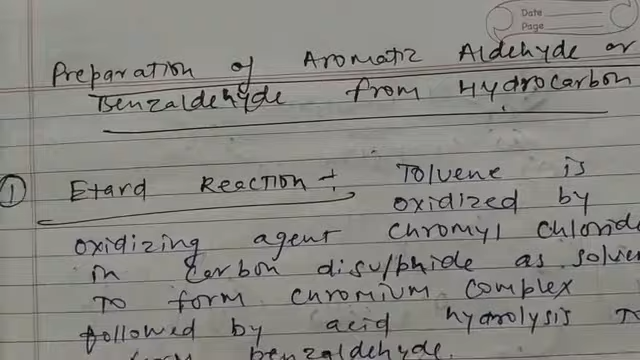 Date
Page
Preparation of Aromatic Aldehyde or
Benzaldehyde from Hydrocarbon
① Etard Reaction ÷ Toluene is
oxidized by
oxidizing agent chromyl chloride
in carbon disulphide as solven
to form chromium complex
followed by acid hydrolysis to
benzaldehyde.